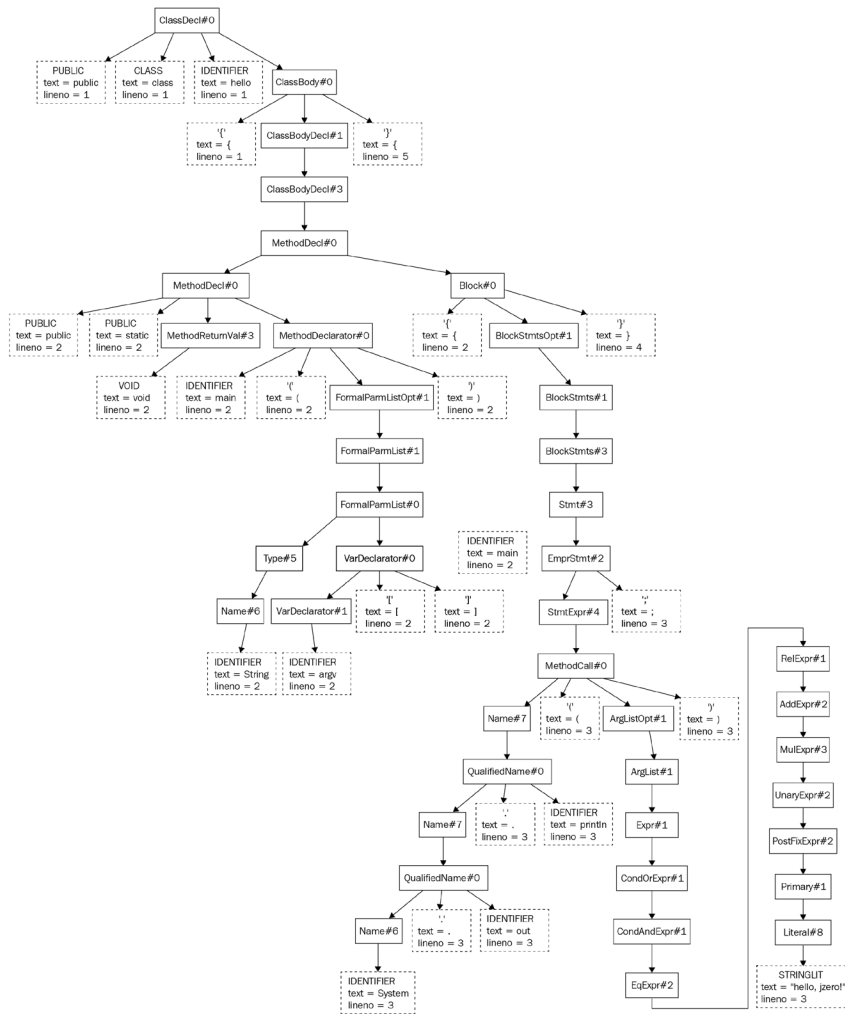 ClassDecl#0
PUBLIC
text = public
lineno = 1
CLASS
text = class
lineno = 1
IDENTIFIER
text = hello
lineno = 1
ClassBody#0
'{'
text = {
lineno = 1
ClassBodyDecl#1
'}'
text = {
lineno = 5
ClassBodyDecl#3
MethodDecl#0
MethodDecl#0
Block#0
PUBLIC
text = public
lineno = 2
PUBLIC
text = static
lineno = 2
MethodReturnVal#3
MethodDeclarator#0
'{'
text = {
lineno = 2
BlockStmtsOpt#1
'}'
text = }
lineno = 4
VOID
text = void
lineno = 2
IDENTIFIER
text = main
lineno = 2
'('
text = (
lineno = 2
FormalParmListOpt#1
')'
text = )
lineno = 2
BlockStmts#1
FormalParmList#1
BlockStmts#3
FormalParmList#0
Stmt#3
Type#5
VarDeclarator#0
IDENTIFIER
text = main
lineno = 2
EmprStmt#2
Name#6
VarDeclarator#1
'['
text = [
lineno = 2
']'
text = ]
lineno = 2
StmtExpr#4
';'
text = ;
lineno = 3
IDENTIFIER
text = String
lineno = 2
IDENTIFIER
text = argv
lineno = 2
MethodCall#0
RelExpr#1
Name#7
'('
text = (
lineno = 3
ArgListOpt#1
')'
text = )
lineno = 3
AddExpr#2
MulExpr#3
QualifiedName#0
ArgList#1
UnaryExpr#2
Name#7
'.'
text = .
lineno = 3
IDENTIFIER
text = println
lineno = 3
Expr#1
PostFixExpr#2
QualifiedName#0
CondOrExpr#1
Primary#1
Name#6
'.'
text = .
lineno = 3
IDENTIFIER
text = out
lineno = 3
CondAndExpr#1
Literal#8
IDENTIFIER
text = System
lineno = 3
EqExpr#2
STRINGLIT
text = "hello, jzero!"
lineno = 3